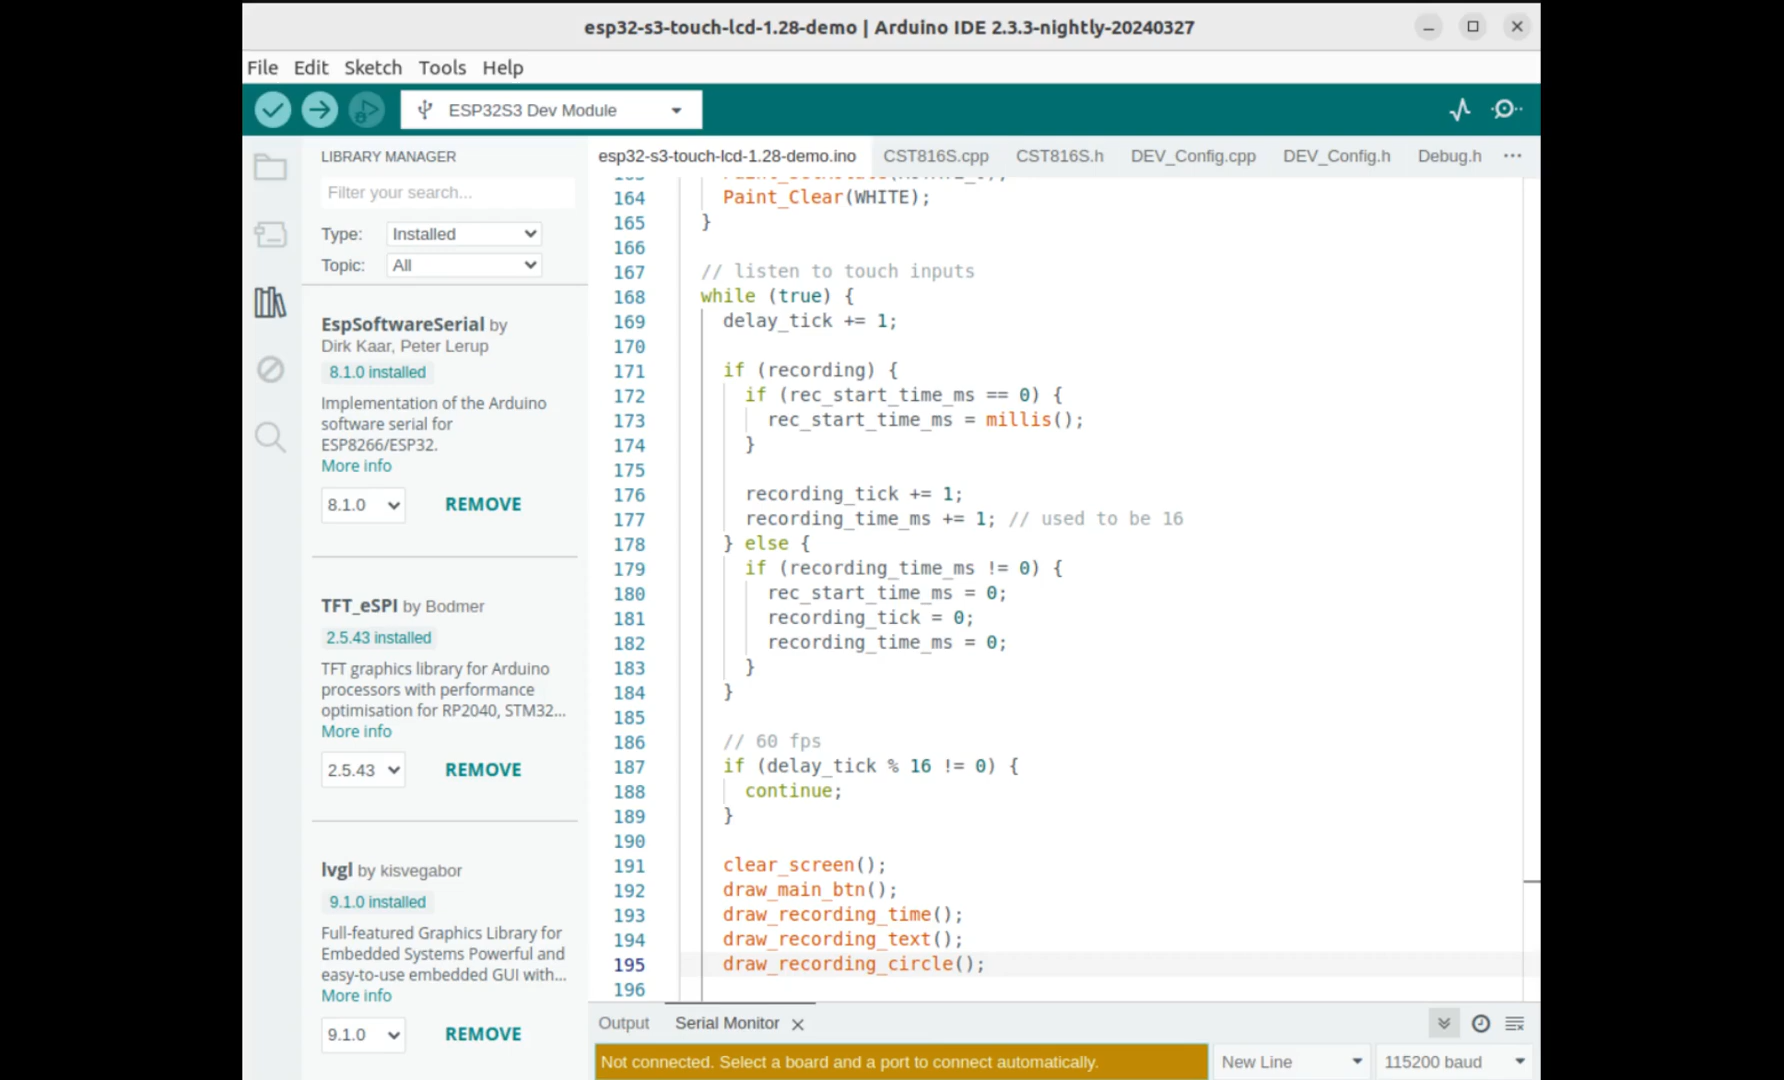 esp32-s3-touch-lcd-1.28-demo | Arduino IDE 2.3.3-nightly-20240327
File Edit Sketch Tools Help
ESP32S3 Dev Module
LIBRARY MANAGER
Filter your search...
Type: Installed
Topic: All
EspSoftwareSerial by
Dirk Kaar, Peter Lerup
8.1.0 installed
Implementation of the Arduino
software serial for
ESP8266/ESP32.
More info
8.1.0 REMOVE
TFT_eSPI by Bodmer
2.5.43 installed
TFT graphics library for Arduino
processors with performance
optimisation for RP2040, STM32...
More info
2.5.43 REMOVE
lvgl by kisvegabor
9.1.0 installed
Full-featured Graphics Library for
Embedded Systems Powerful and
easy-to-use embedded GUI with...
More info
9.1.0 REMOVE
esp32-s3-touch-lcd-1.28-demo.ino CST816S.cpp CST816S.h DEV_Config.cpp DEV_Config.h Debug.h ...
164 Paint_Clear(WHITE);
165 }
166
167 // listen to touch inputs
168 while (true) {
169 delay_tick += 1;
170
171 if (recording) {
172 if (rec_start_time_ms == 0) {
173 rec_start_time_ms = millis();
174 }
175
176 recording_tick += 1;
177 recording_time_ms += 1; // used to be 16
178 } else {
179 if (recording_time_ms != 0) {
180 rec_start_time_ms = 0;
181 recording_tick = 0;
182 recording_time_ms = 0;
183 }
184 }
185
186 // 60 fps
187 if (delay_tick % 16 != 0) {
188 continue;
189 }
190
191 clear_screen();
192 draw_main_btn();
193 draw_recording_time();
194 draw_recording_text();
195 draw_recording_circle();
196
Output Serial Monitor
Not connected. Select a board and a port to connect automatically.
New Line 115200 baud